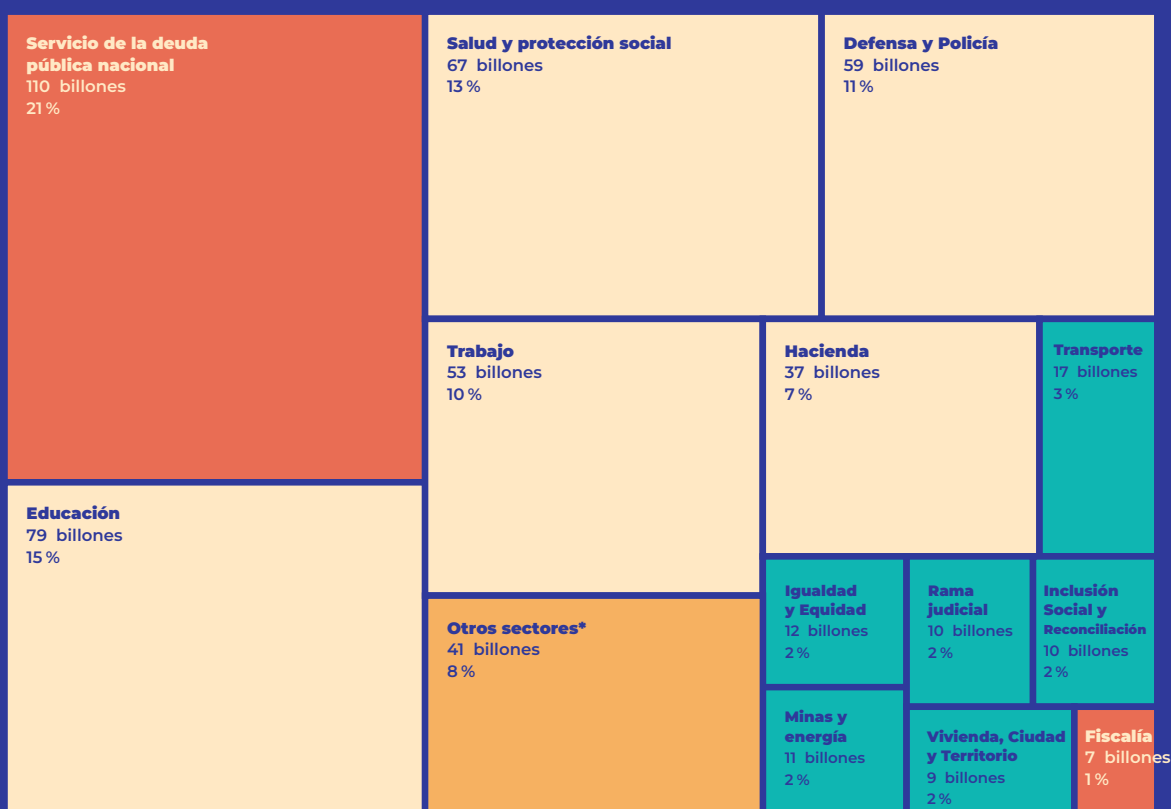 Servicio de la deuda
pública nacional
110 billones
21 %
Salud y protección social
67 billones
13 %
Defensa y Policía
59 billones
11 %
Trabajo
53 billones
10 %
Hacienda
37 billones
7 %
Transporte
17 billones
3 %
Educación
79 billones
15 %
Otros sectores*
41 billones
8 %
Igualdad
y Equidad
12 billones
2 %
Rama
judicial
10 billones
2 %
Inclusión
Social y
Reconciliación
10 billones
2 %
Minas y
energía
11 billones
2 %
Vivienda, Ciudad
y Territorio
9 billones
2 %
Fiscalía
7 billones
1 %